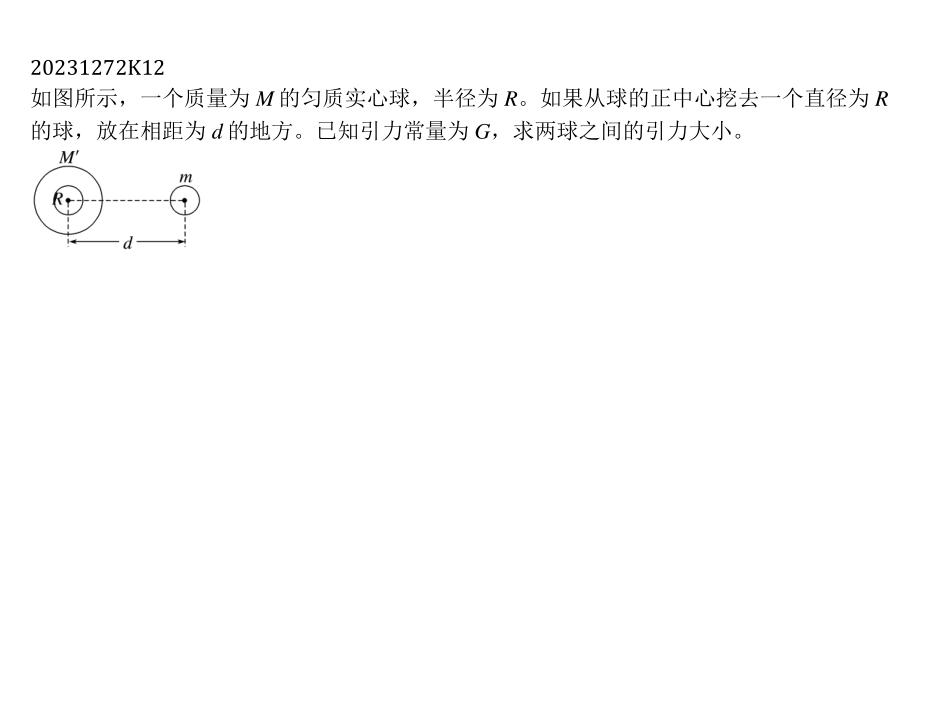 20231272K12
如图所示，一个质量为 M 的匀质实心球，半径为 R。如果从球的正中心挖去一个直径为 R
的球，放在相距为 d 的地方。已知引力常量为 G，求两球之间的引力大小。
M′
m
R
d